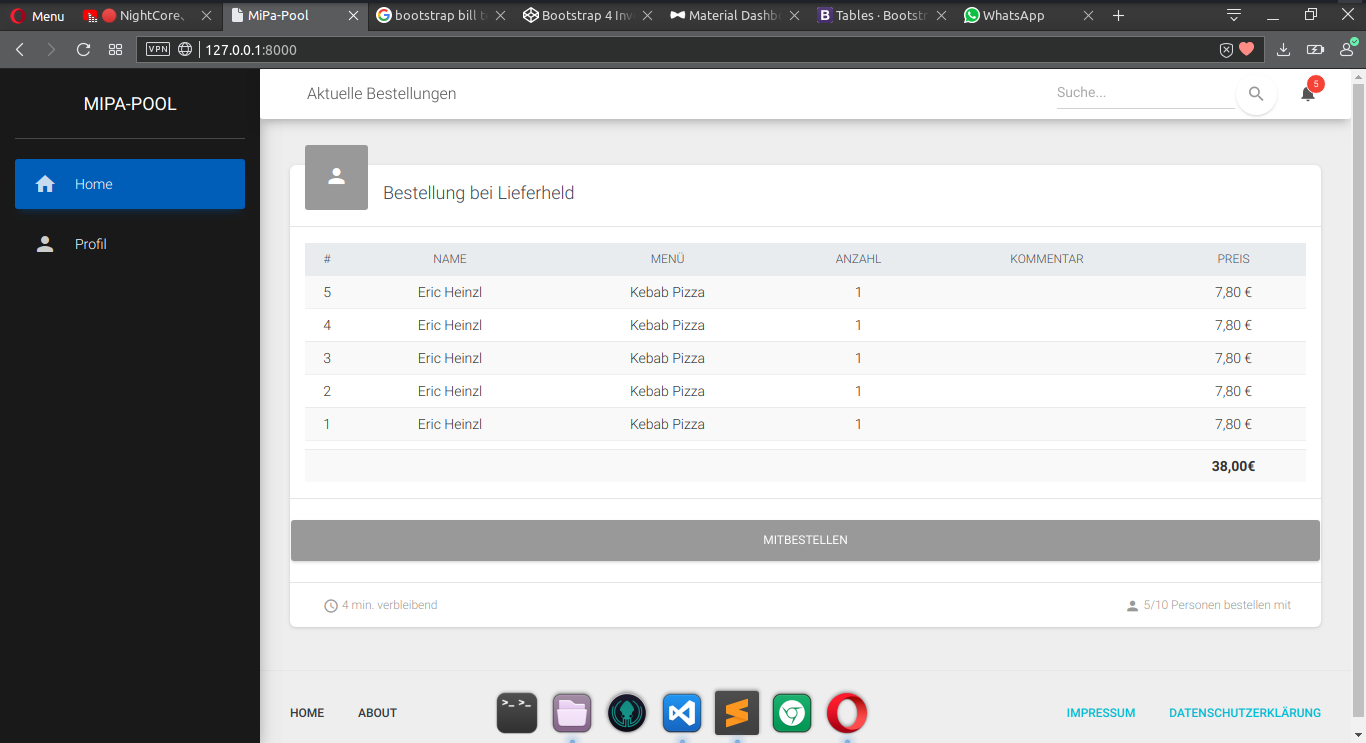 Menu
NightCore、
MiPa-Pool
bootstrap bill t
Bootstrap 4 Inv
Material Dashb
Tables · Bootst
WhatsApp
VPN
127.0.0.1:8000
MIPA-POOL
Home
Profil
Aktuelle Bestellungen
Suche...
5
Bestellung bei Lieferheld
# NAME MENÜ ANZAHL KOMMENTAR PREIS
5 Eric Heinzl Kebab Pizza 1 7,80 €
4 Eric Heinzl Kebab Pizza 1 7,80 €
3 Eric Heinzl Kebab Pizza 1 7,80 €
2 Eric Heinzl Kebab Pizza 1 7,80 €
1 Eric Heinzl Kebab Pizza 1 7,80 €
38,00€
MITBESTELLEN
4 min. verbleibend
5/10 Personen bestellen mit
HOME
ABOUT
>_ >_
IMPRESSUM
DATENSCHUTZERKLÄRUNG